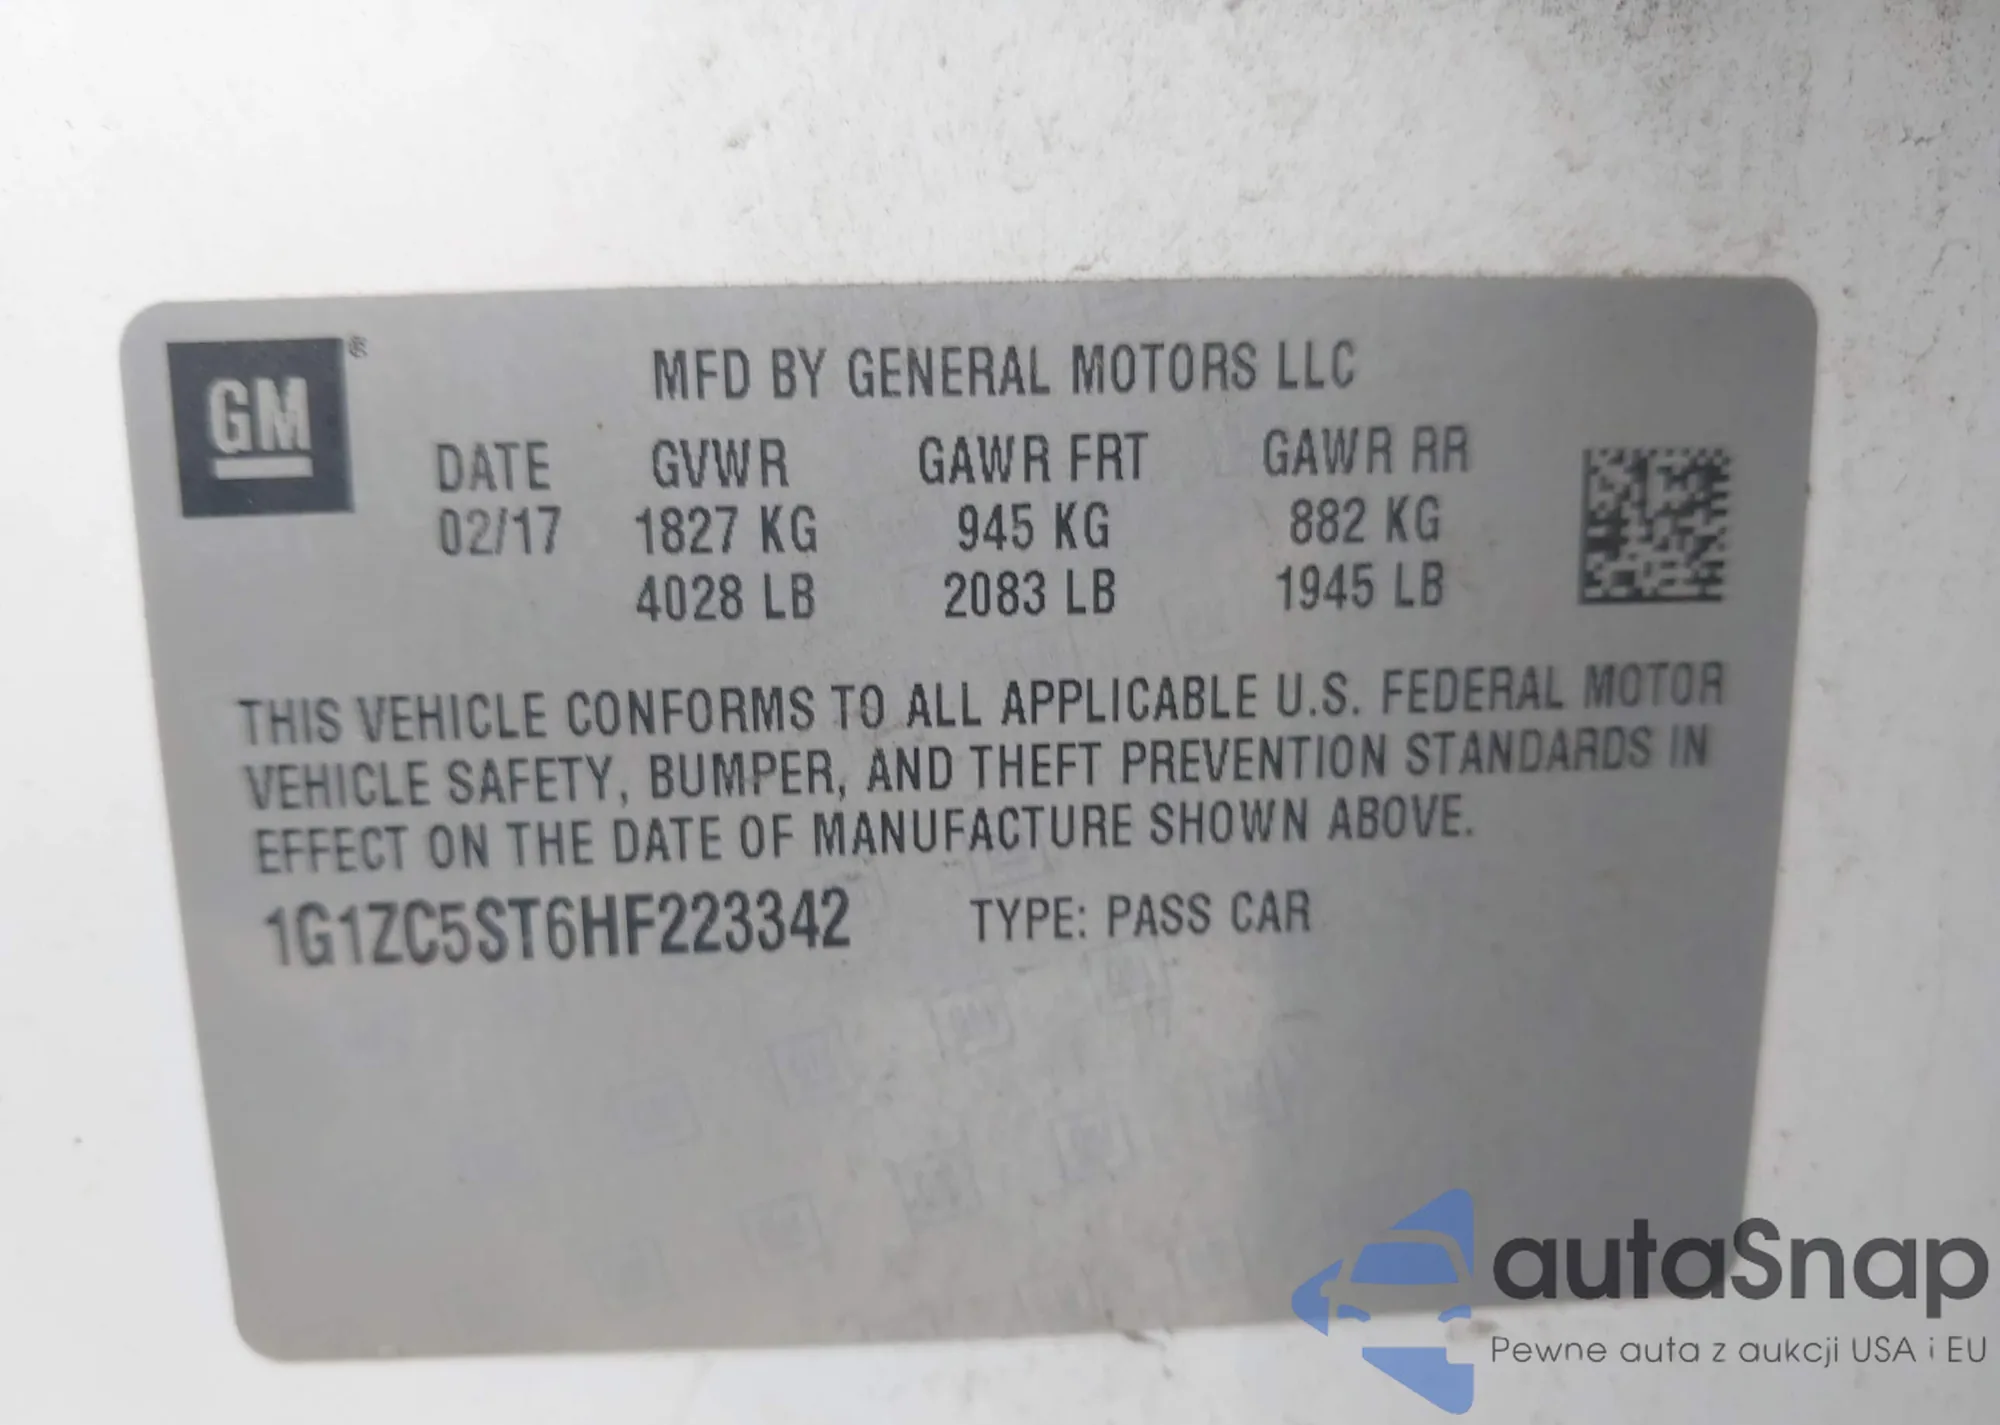 GM®
MFD BY GENERAL MOTORS LLC
DATE GVWR GAWR FRT GAWR RR
02/17 1827 KG 945 KG 882 KG
4028 LB 2083 LB 1945 LB
THIS VEHICLE CONFORMS TO ALL APPLICABLE U.S. FEDERAL MOTOR
VEHICLE SAFETY, BUMPER, AND THEFT PREVENTION STANDARDS IN
EFFECT ON THE DATE OF MANUFACTURE SHOWN ABOVE.
1G1ZC5ST6HF223342 TYPE: PASS CAR
autaSnap
Pewne auta z aukcji USA i EU